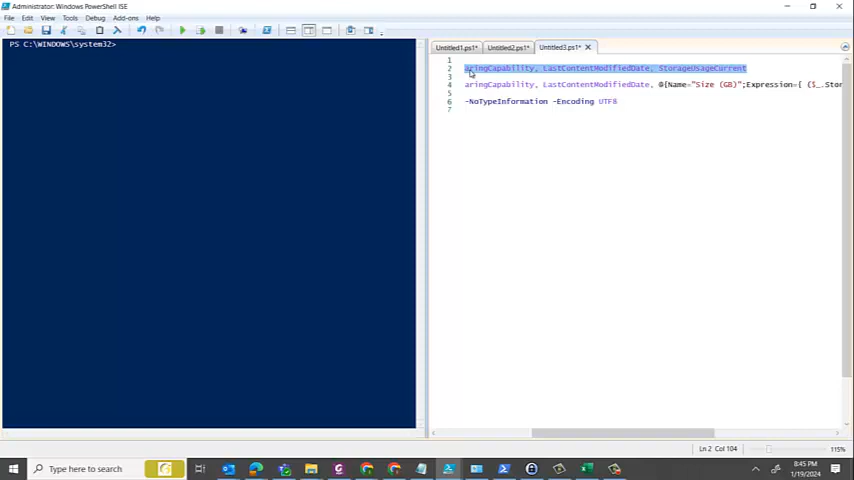 Administrator: Windows PowerShell ISE
File Edit View Tools Debug Add-ons Help
Untitled1.ps1* Untitled2.ps1* Untitled3.ps1*
PS C:\WINDOWS\system32>
1
2 aringCapability, LastContentModifiedDate, StorageUsageCurrent
3
4 aringCapability, LastContentModifiedDate, @{Name="Size (GB)";Expression={ ($_.Stor
5
6 -NoTypeInformation -Encoding UTF8
7
Ln 2 Col 104 115%
Type here to search
8:45 PM
1/19/2024